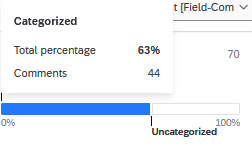 Categorized
t [Field-Com
Total percentage 63%
70
Comments 44
0% 100%
Uncategorized